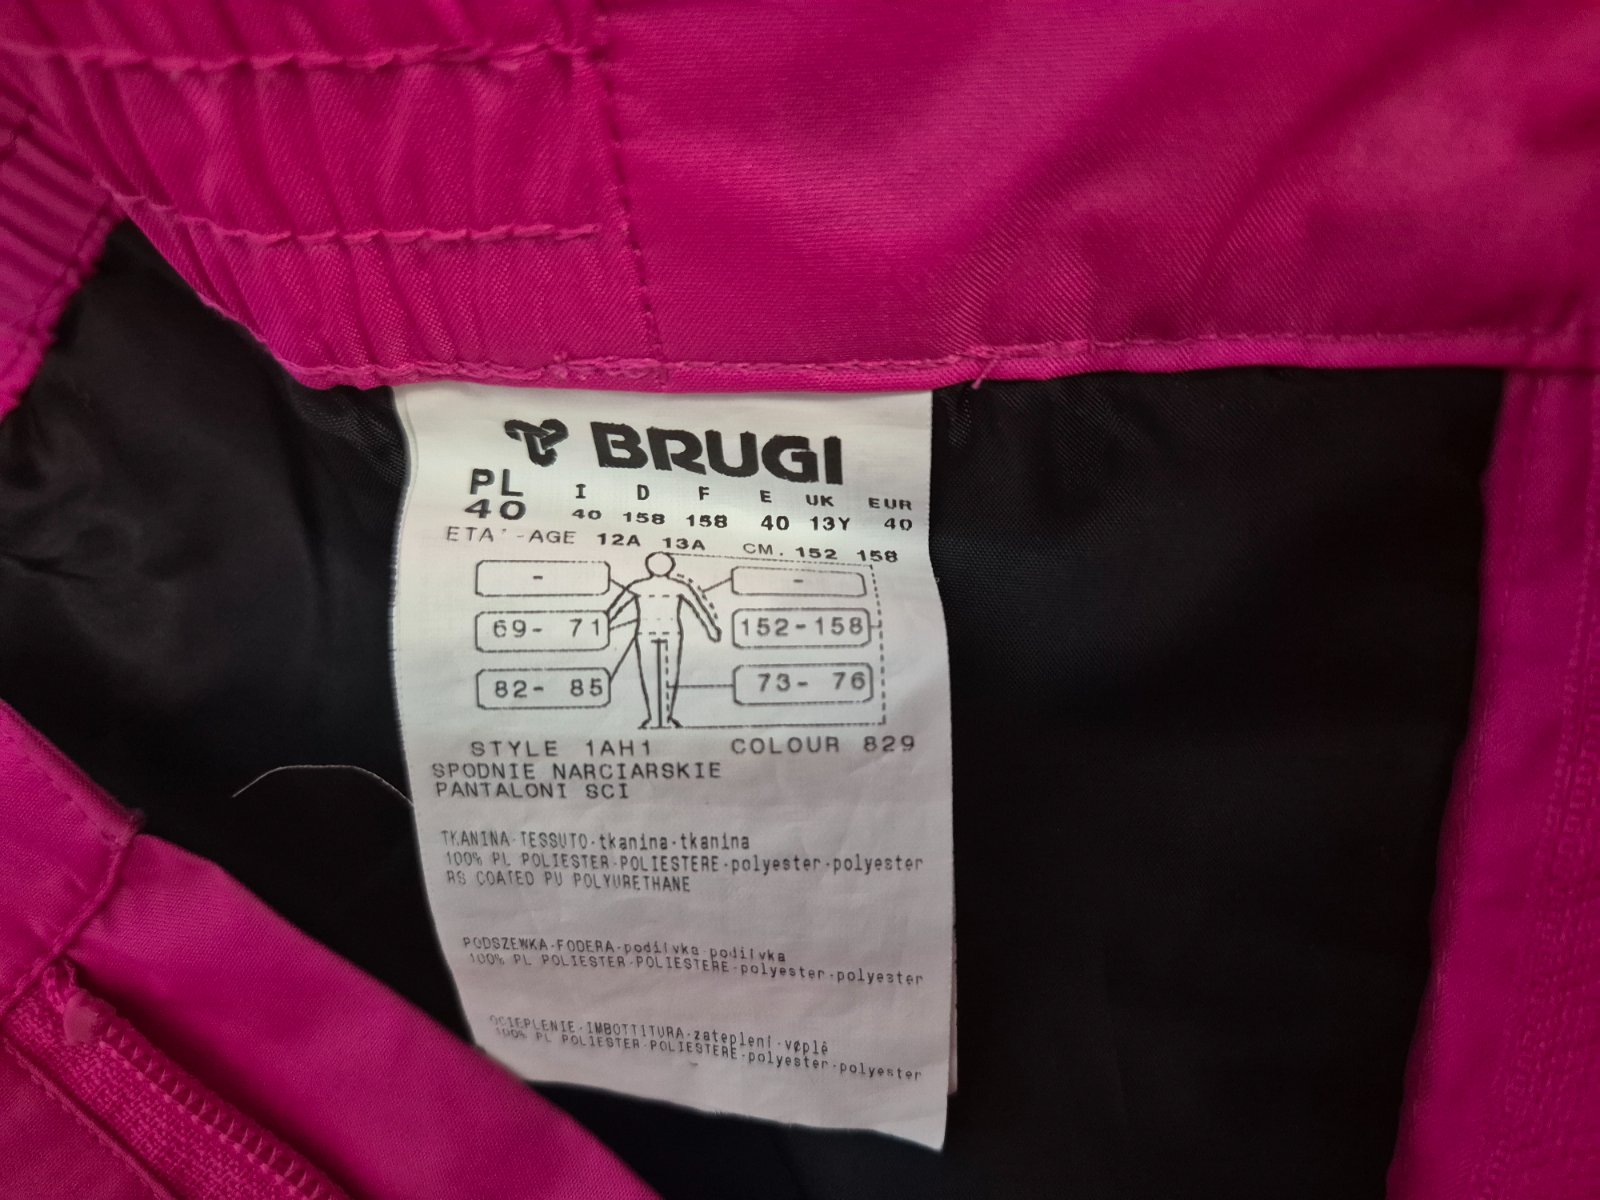 BRUGI
PL I D F E UK EUR
40 40 158 158 40 13Y 40
ETA'-AGE 12A 13A CM. 152 158
- -
69- 71 152-158
82- 85 73- 76
STYLE 1AH1 COLOUR 829
SPODNIE NARCIARSKIE
PANTALONI SCI
TKANINA-TESSUTO-tkanina-tkanina
100% PL POLIESTER-POLIESTERE-polyester-polyester
RS COATED PU POLYURETHANE
PODSZEWKA-FODERA-podílvka podílvka
100% PL POLIESTER-POLIESTERE-polyester-polyester
OCIEPLENIE-IMBOTTITURA-zateplení-vøplê
100% PL POLIESTER-POLIESTERE-polyester-polyester